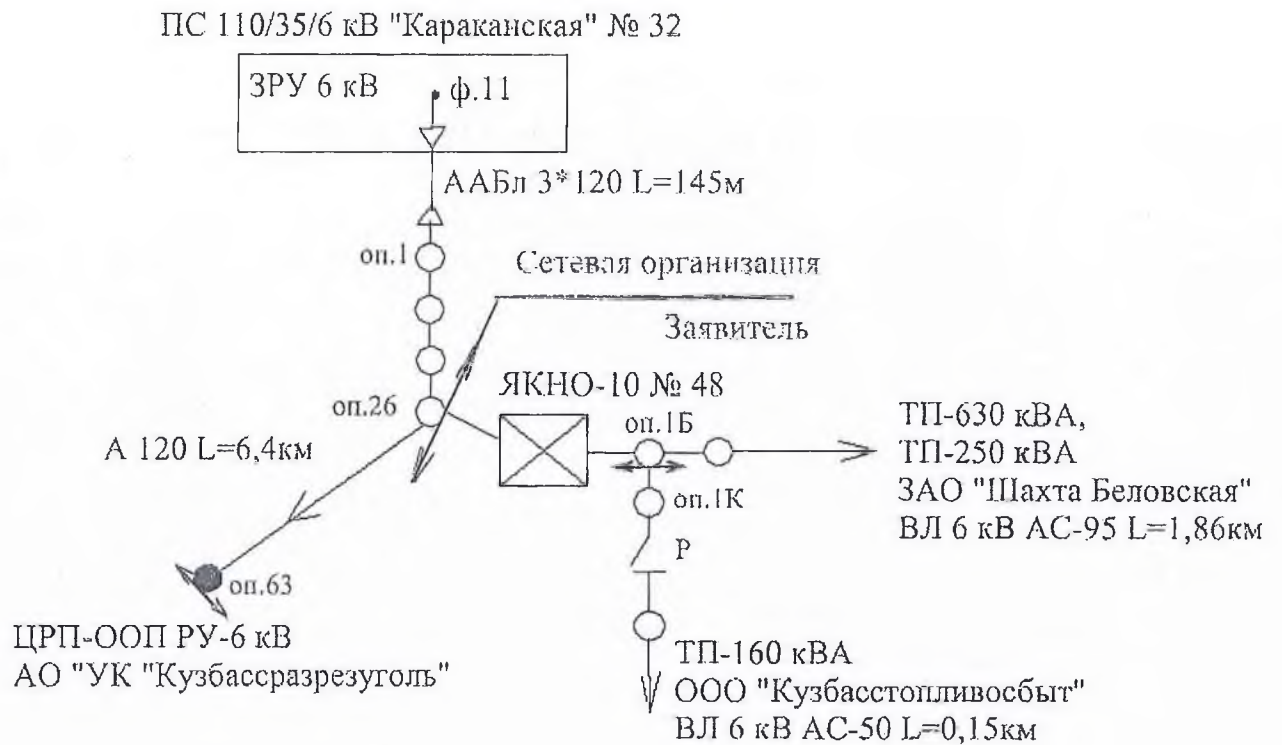 ПС 110/35/6 кВ "Караканская" № 32
ЗРУ 6 кВ
ф.11
ААБл 3*120 L=145м
оп.1
Сетевая организация
Заявитель
оп.26
ЯКНО-10 № 48
оп.1Б
А 120 L=6,4км
оп.1К
Р
ТП-630 кВА,
ТП-250 кВА
ЗАО "Шахта Беловская"
ВЛ 6 кВ АС-95 L=1,86км
оп.63
ЦРП-ООП РУ-6 кВ
АО "УК "Кузбассразрезуголь"
ТП-160 кВА
ООО "Кузбасстопливосбыт"
ВЛ 6 кВ АС-50 L=0,15км